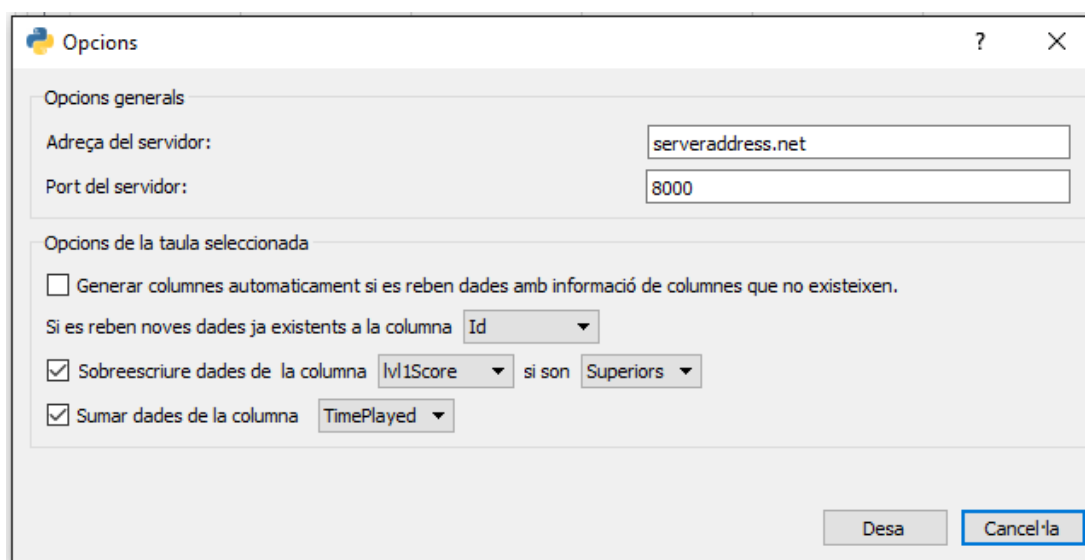 Opcions ?
Opcions generals
Adreça del servidor: serveraddress.net
Port del servidor: 8000
Opcions de la taula seleccionada
Generar columnes automaticament si es reben dades amb informació de columnes que no existeixen.
Si es reben noves dades ja existents a la columna Id
Sobreescriure dades de la columna lvl1Score si son Superiors
Sumar dades de la columna TimePlayed
Desa Cancel·la